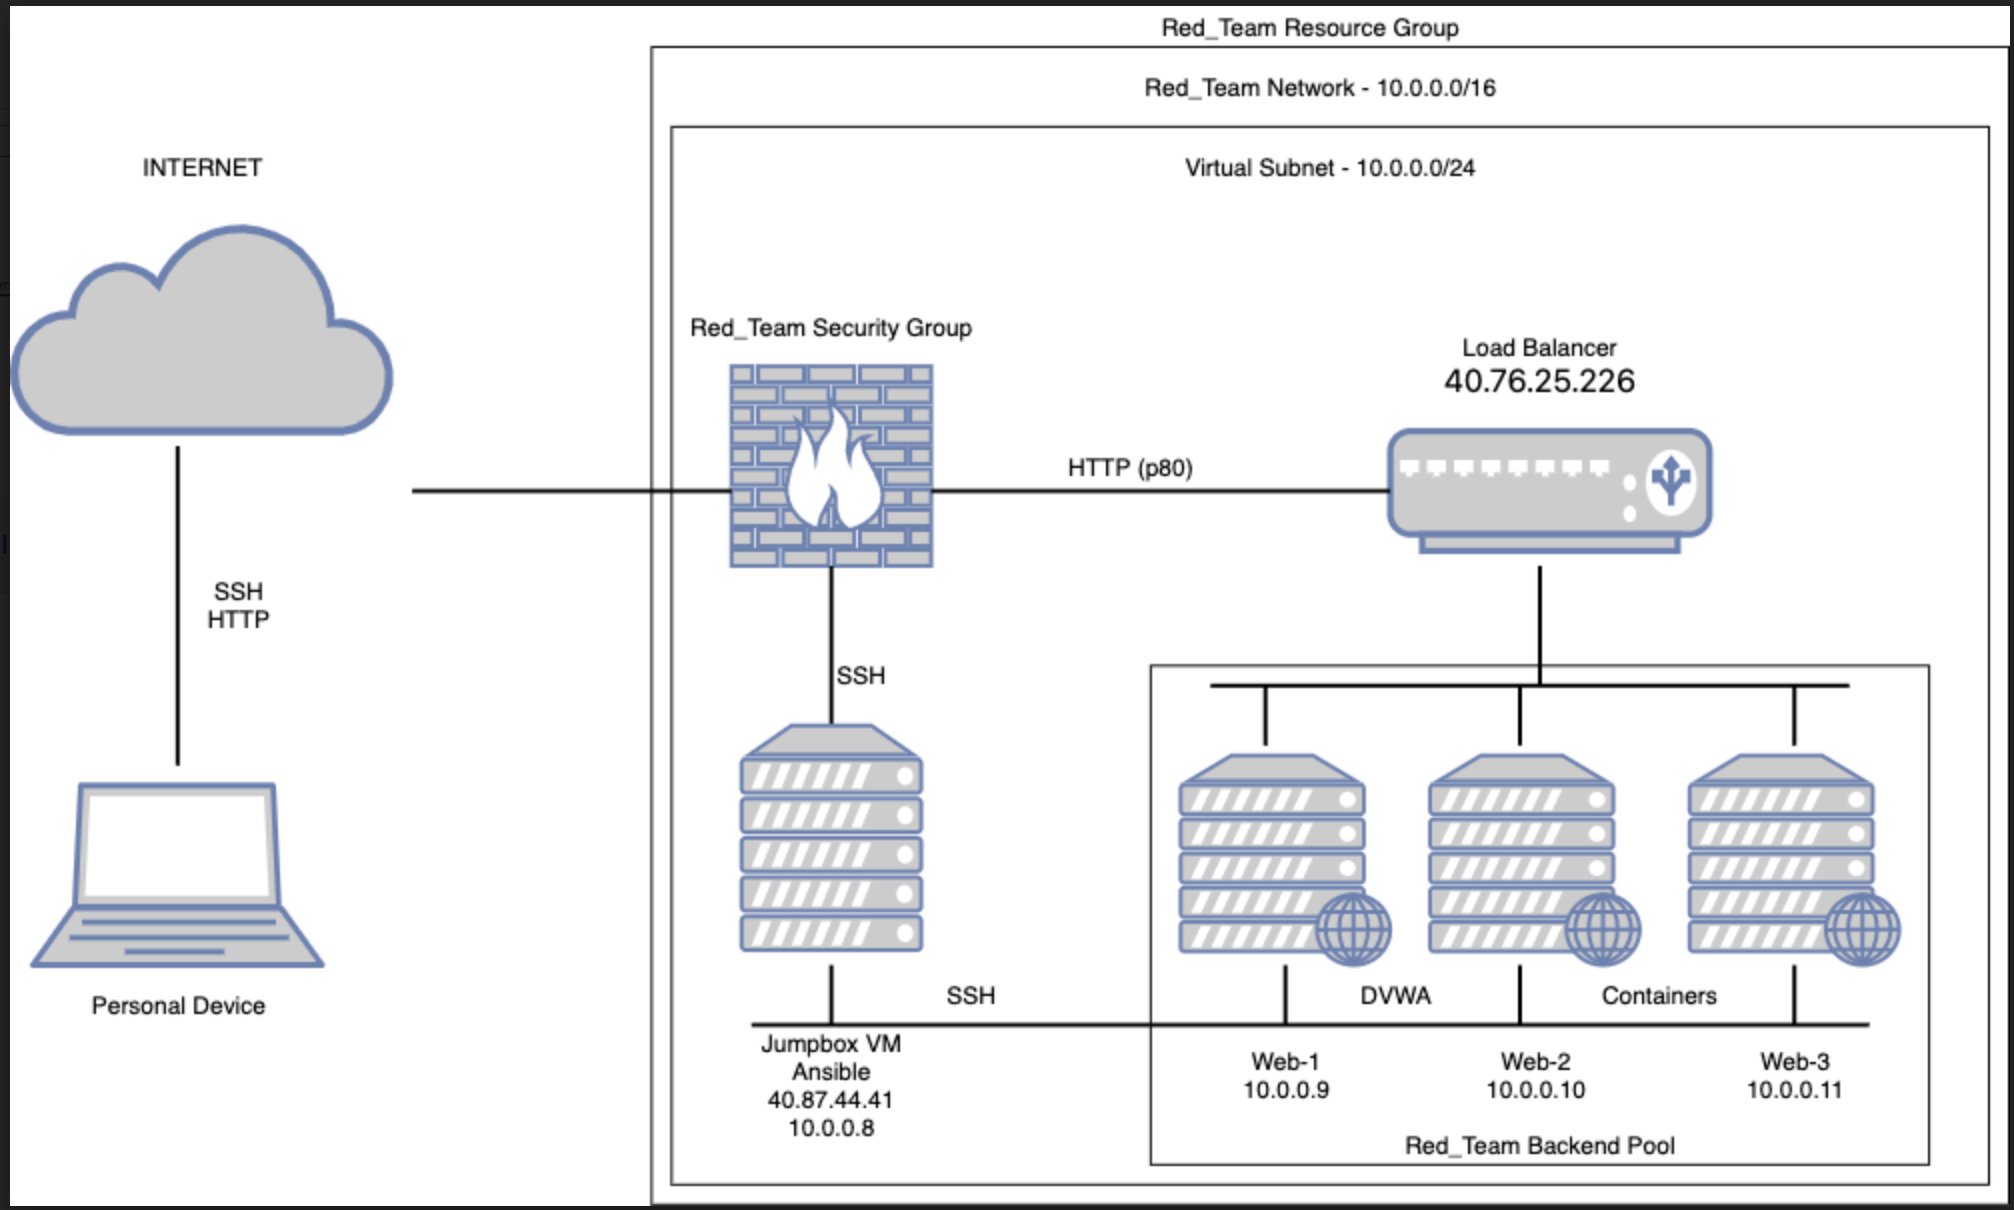 Red_Team Resource Group
Red_Team Network - 10.0.0.0/16
Virtual Subnet - 10.0.0.0/24
INTERNET
Red_Team Security Group
Load Balancer
40.76.25.226
HTTP (p80)
SSH
HTTP
SSH
Personal Device
SSH
DVWA
Containers
Jumpbox VM
Ansible
40.87.44.41
10.0.0.8
Web-1
10.0.0.9
Web-2
10.0.0.10
Web-3
10.0.0.11
Red_Team Backend Pool